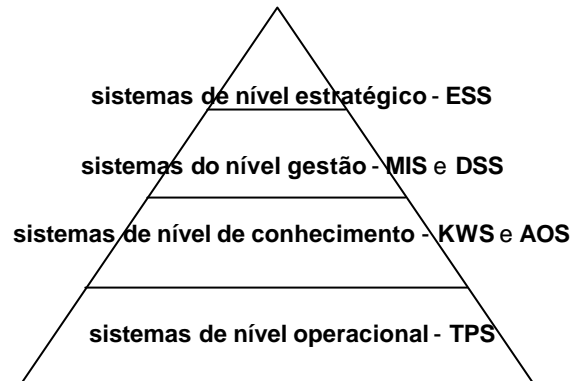 sistemas de nível estratégico - ESS
sistemas do nível gestão - MIS e DSS
sistemas de nível de conhecimento - KWS e AOS
sistemas de nível operacional - TPS